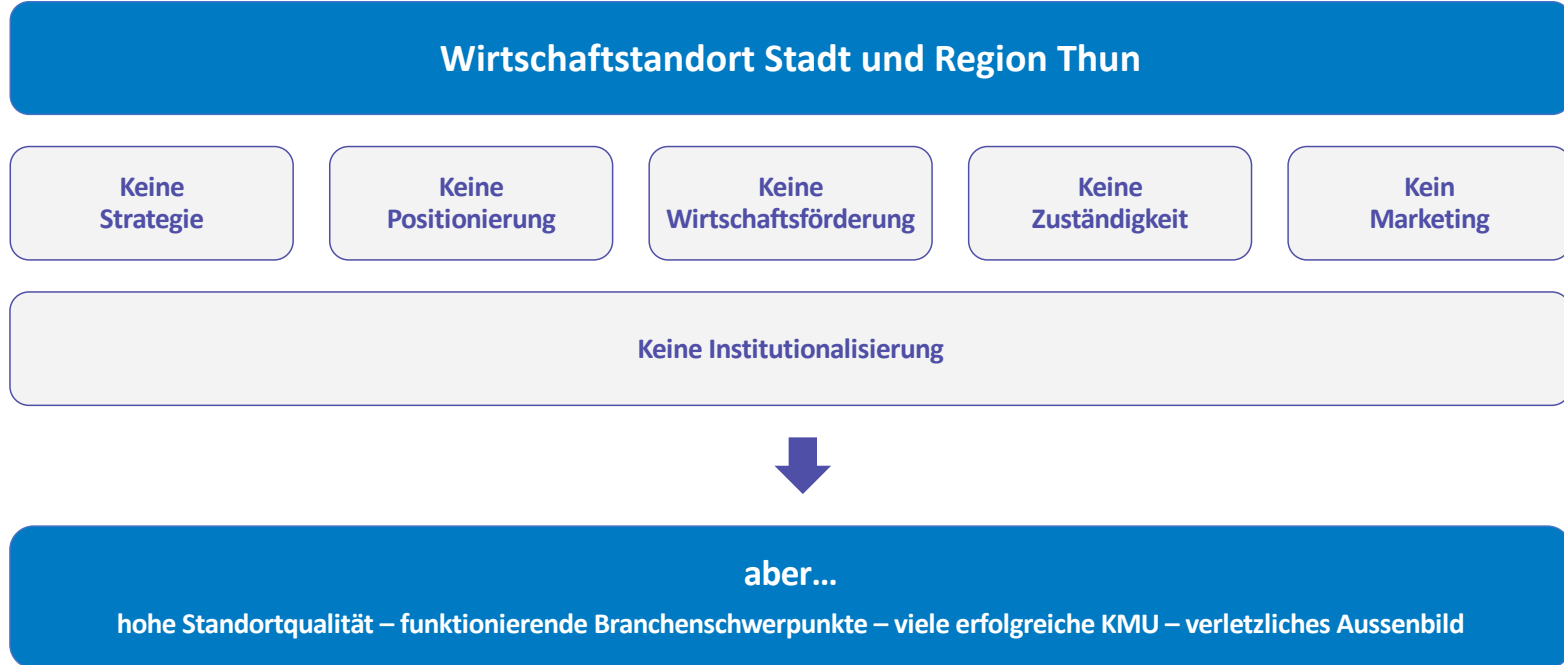 Wirtschaftstandort Stadt und Region Thun
Keine
Strategie
Keine
Positionierung
Keine
Wirtschaftsförderung
Keine
Zuständigkeit
Kein
Marketing
Keine Institutionalisierung
aber…
hohe Standortqualität – funktionierende Branchenschwerpunkte – viele erfolgreiche KMU – verletzliches Aussenbild